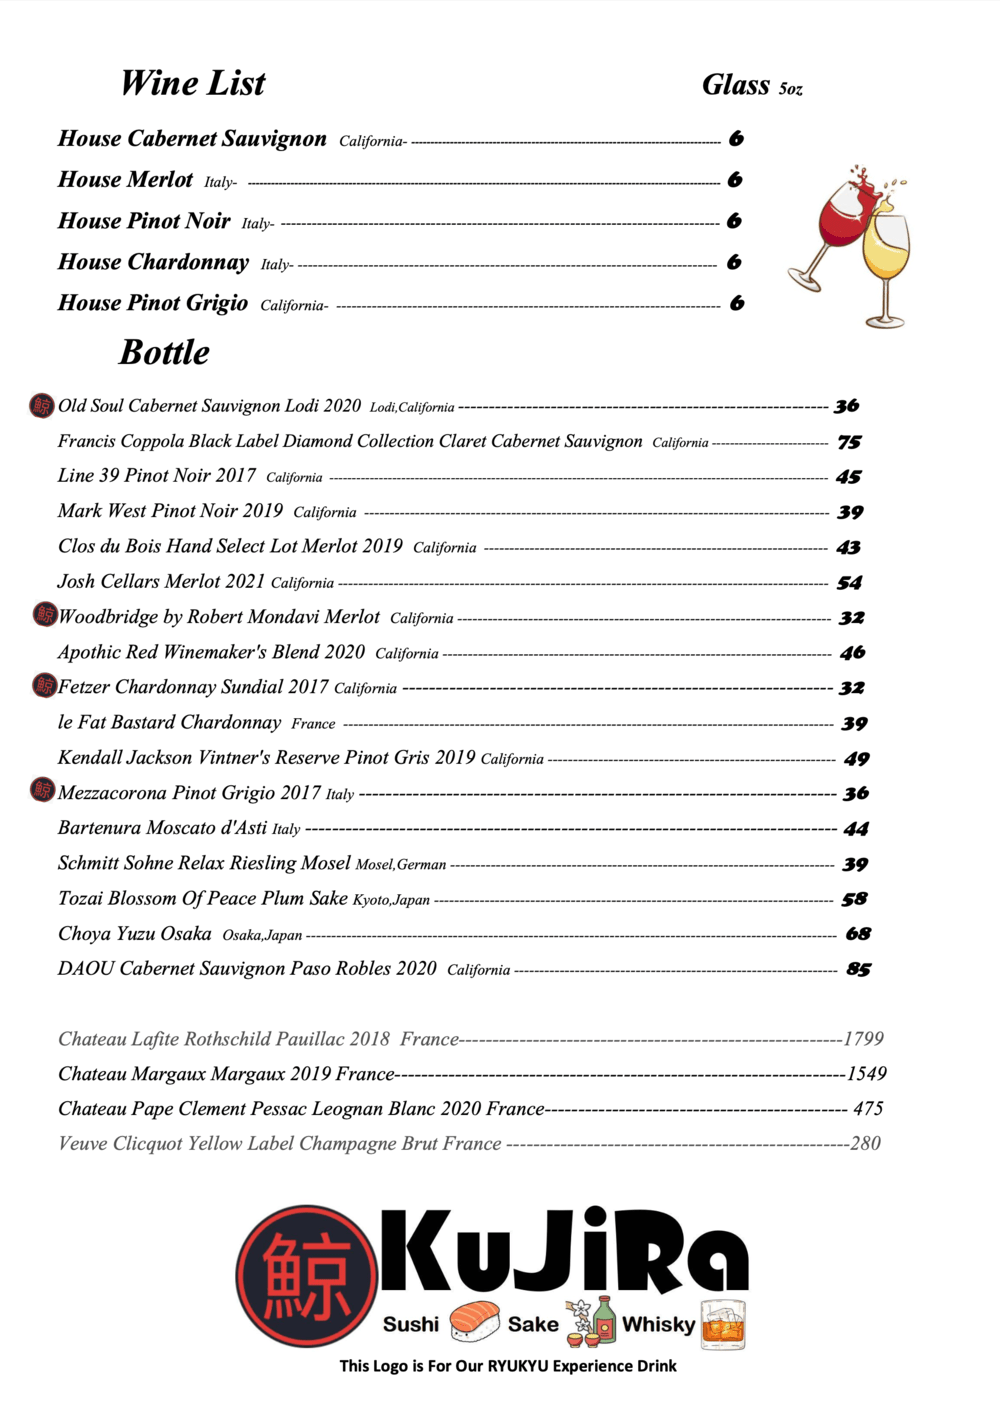 Wine List Glass 5oz
House Cabernet Sauvignon California- 6
House Merlot Italy- 6
House Pinot Noir Italy- 6
House Chardonnay Italy- 6
House Pinot Grigio California- 6
Bottle
鯨 Old Soul Cabernet Sauvignon Lodi 2020 Lodi,California 36
Francis Coppola Black Label Diamond Collection Claret Cabernet Sauvignon California 75
Line 39 Pinot Noir 2017 California 45
Mark West Pinot Noir 2019 California 39
Clos du Bois Hand Select Lot Merlot 2019 California 43
Josh Cellars Merlot 2021 California 54
鯨 Woodbridge by Robert Mondavi Merlot California 32
Apothic Red Winemaker's Blend 2020 California 46
鯨 Fetzer Chardonnay Sundial 2017 California 32
le Fat Bastard Chardonnay France 39
Kendall Jackson Vintner's Reserve Pinot Gris 2019 California 49
鯨 Mezzacorona Pinot Grigio 2017 Italy 36
Bartenura Moscato d'Asti Italy 44
Schmitt Sohne Relax Riesling Mosel Mosel,German 39
Tozai Blossom Of Peace Plum Sake Kyoto,Japan 58
Choya Yuzu Osaka Osaka,Japan 68
DAOU Cabernet Sauvignon Paso Robles 2020 California 85
Chateau Lafite Rothschild Pauillac 2018 France 1799
Chateau Margaux Margaux 2019 France 1549
Chateau Pape Clement Pessac Leognan Blanc 2020 France 475
Veuve Clicquot Yellow Label Champagne Brut France 280
鯨 KuJiRa
Sushi Sake Whisky
This Logo is For Our RYUKYU Experience Drink